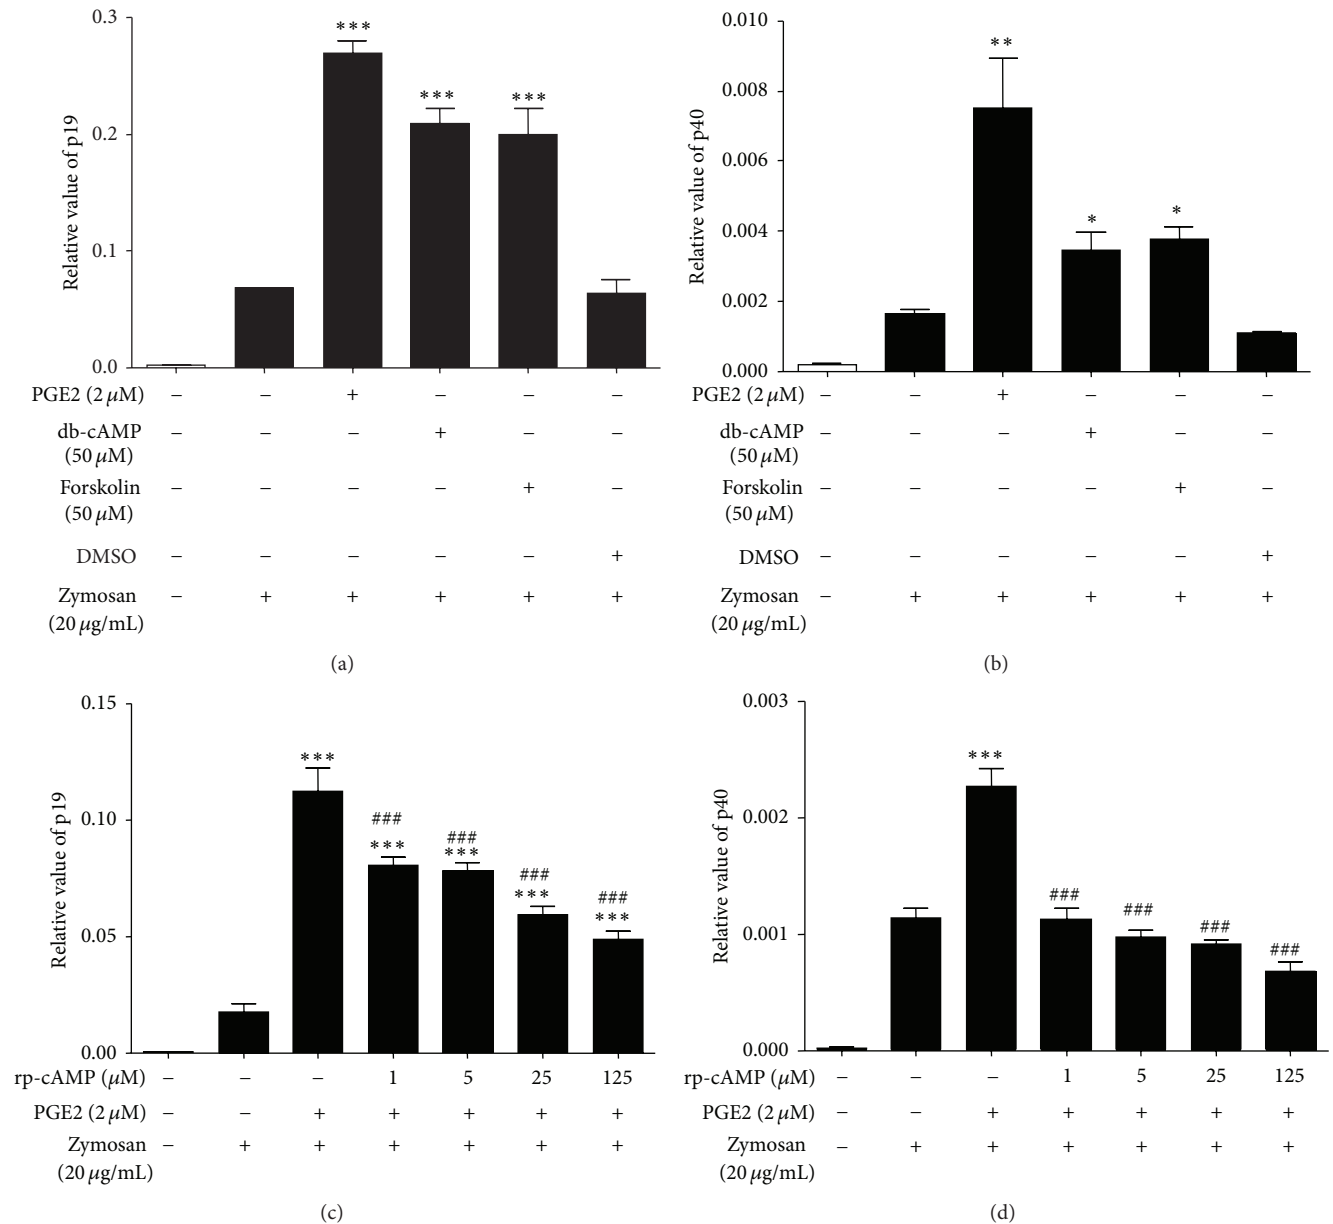 0.3
0.2
0.1
0.0
Relative value of p19
***
***
***
PGE2 (2 μM) − − + − − −
db-cAMP − − − + − −
(50 μM)
Forskolin − − − − + −
(50 μM)
DMSO − − − − − +
Zymosan − + + + + +
(20 μg/mL)
(a)
0.010
0.008
0.006
0.004
0.002
0.000
Relative value of p40
**
*
*
PGE2 (2 μM) − − + − − −
db-cAMP − − − + − −
(50 μM)
Forskolin − − − − + −
(50 μM)
DMSO − − − − − +
Zymosan − + + + + +
(20 μg/mL)
(b)
0.15
0.10
0.05
0.00
Relative value of p19
***
###
***
###
***
###
***
###
***
rp-cAMP (μM) − − − 1 5 25 125
PGE2 (2 μM) − − + + + + +
Zymosan − + + + + + +
(20 μg/mL)
(c)
0.003
0.002
0.001
0.000
Relative value of p40
***
###
###
###
###
rp-cAMP (μM) − − − 1 5 25 125
PGE2 (2 μM) − − + + + + +
Zymosan − + + + + + +
(20 μg/mL)
(d)